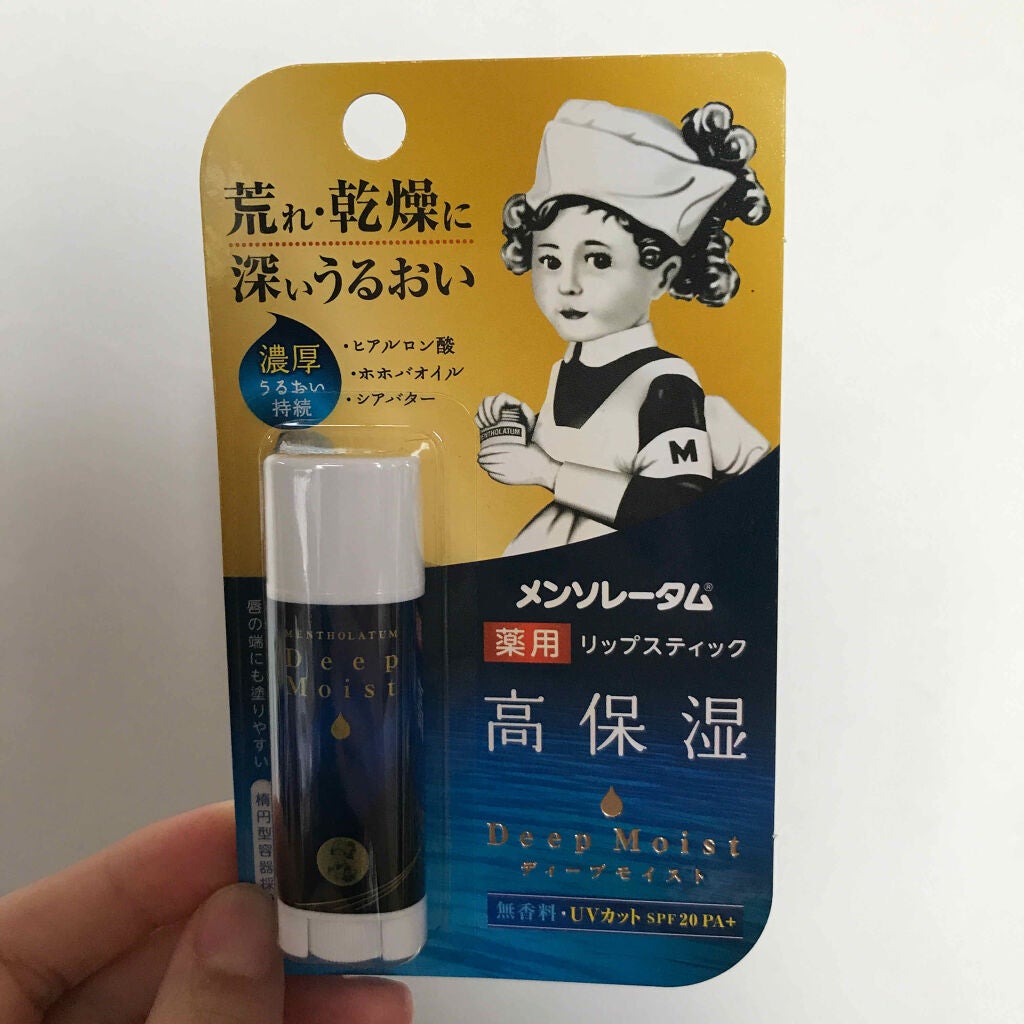 荒れ・乾燥に
深いうるおい
濃厚
うるおい
持続
・ヒアルロン酸
・ホホバオイル
・シアバター
MENTHOLATUM
M
メンソレータム®
薬用 リップスティック
高保湿
Deep Moist
ディープモイスト
無香料・UVカット SPF20 PA+
唇の端にも塗りやすい
楕円型容器採
MENTHOLATUM
Deep
Moist